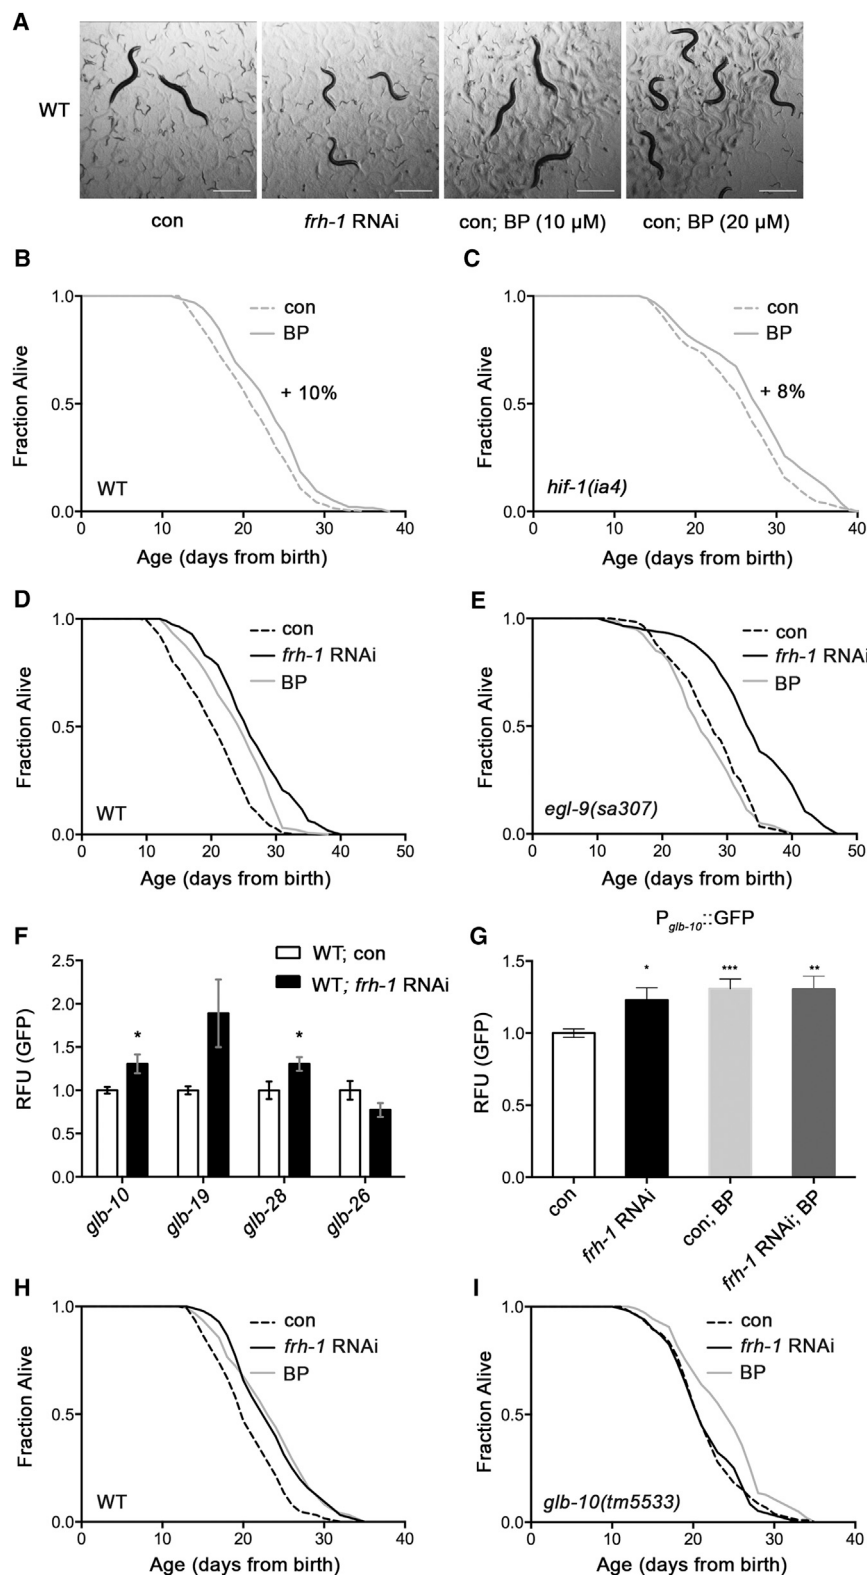 A
WT
con
frh-1 RNAi
con; BP (10 µM)
con; BP (20 µM)
B
Fraction Alive
1.0
0.5
0.0
con
BP
+ 10%
WT
0 10 20 30 40
Age (days from birth)
C
Fraction Alive
1.0
0.5
0.0
con
BP
+ 8%
hif-1(ia4)
0 10 20 30 40
Age (days from birth)
D
Fraction Alive
1.0
0.5
0.0
con
frh-1 RNAi
BP
WT
0 10 20 30 40 50
Age (days from birth)
E
Fraction Alive
1.0
0.5
0.0
con
frh-1 RNAi
BP
egl-9(sa307)
0 10 20 30 40 50
Age (days from birth)
F
RFU (GFP)
2.5
2.0
1.5
1.0
0.5
0.0
WT; con
WT; frh-1 RNAi
* *
glb-10
glb-19
glb-28
glb-26
G
Pglb-10::GFP
RFU (GFP)
1.5
1.0
0.5
0.0
* *** **
con
frh-1 RNAi
con; BP
frh-1 RNAi; BP
H
Fraction Alive
1.0
0.5
0.0
con
frh-1 RNAi
BP
WT
0 10 20 30 40
Age (days from birth)
I
Fraction Alive
1.0
0.5
0.0
con
frh-1 RNAi
BP
glb-10(tm5533)
0 10 20 30 40
Age (days from birth)